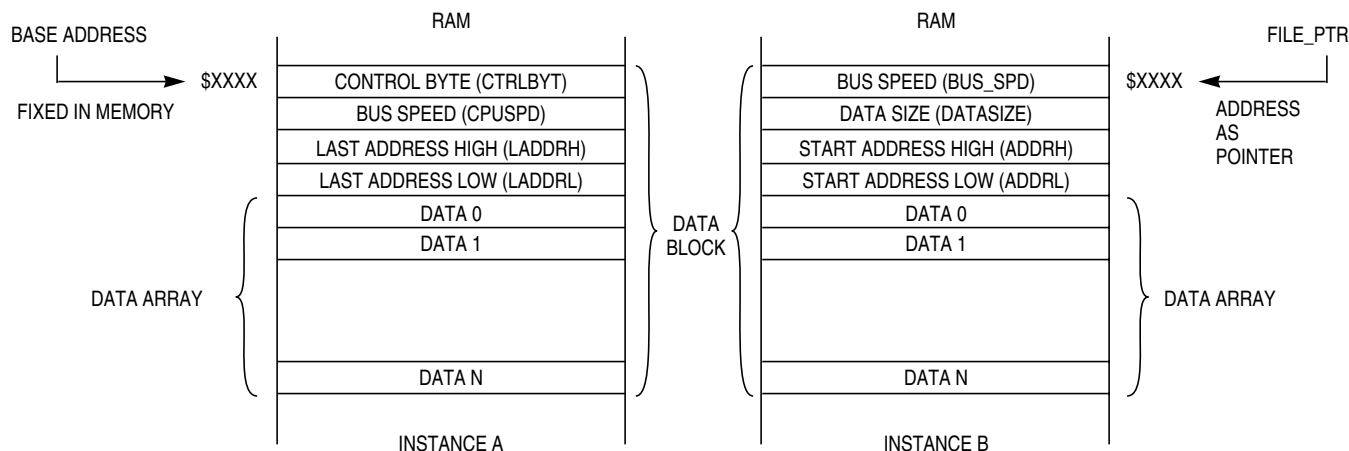 RAM
BASE ADDRESS
$XXXX
FIXED IN MEMORY
CONTROL BYTE (CTRLBYT)
BUS SPEED (CPUSPD)
LAST ADDRESS HIGH (LADDRH)
LAST ADDRESS LOW (LADDRL)
DATA 0
DATA 1
DATA N
DATA ARRAY
INSTANCE A
DATA
BLOCK
RAM
FILE_PTR
$XXXX
ADDRESS
AS
POINTER
BUS SPEED (BUS_SPD)
DATA SIZE (DATASIZE)
START ADDRESS HIGH (ADDRH)
START ADDRESS LOW (ADDRL)
DATA 0
DATA 1
DATA N
DATA ARRAY
INSTANCE B